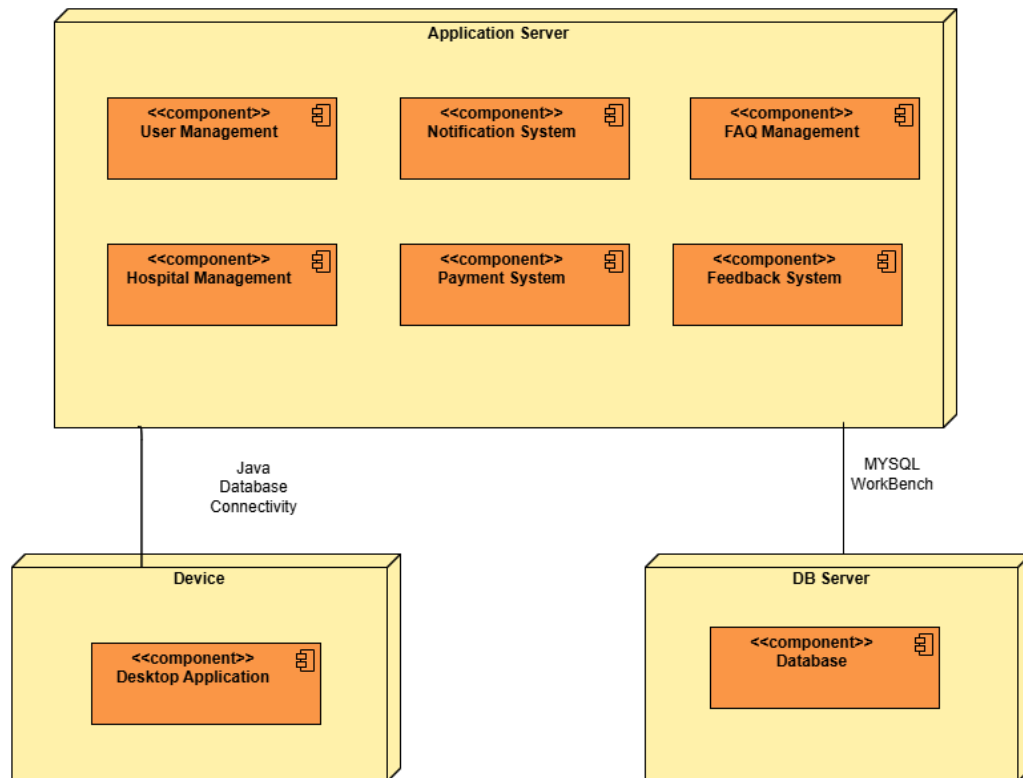 Application Server
<<component>>
User Management
<<component>>
Notification System
<<component>>
FAQ Management
<<component>>
Hospital Management
<<component>>
Payment System
<<component>>
Feedback System
Java
Database
Connectivity
MYSQL
WorkBench
Device
<<component>>
Desktop Application
DB Server
<<component>>
Database